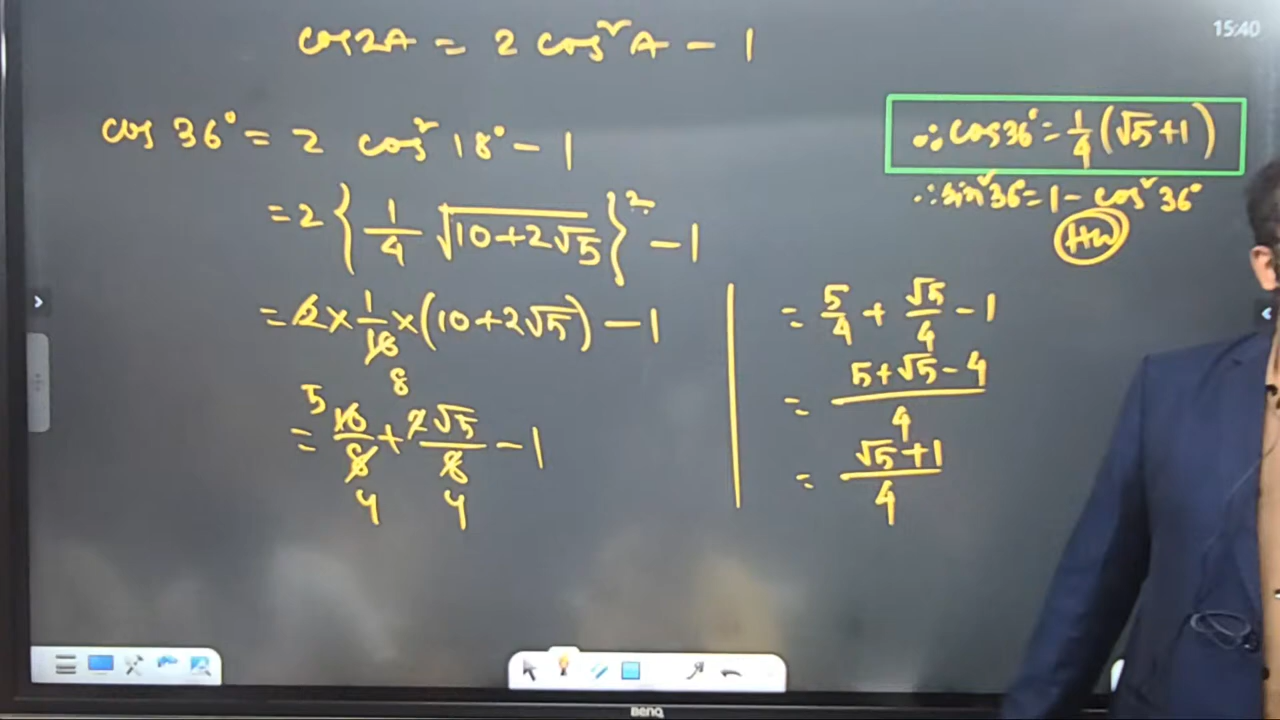 15:40
cos2A = 2 cos²A - 1
cos 36° = 2 cos² 18° - 1
= 2 { 1/4 √(10+2√5) }² - 1
= 2 × 1/16 × (10+2√5) - 1
8
= 10/8 + 2√5/8 - 1
5
4 4
= 5/4 + √5/4 - 1
= (5+√5-4)/4
= (√5+1)/4
∴ cos36° = 1/4 (√5+1)
∴ sin²36° = 1 - cos² 36°
HW
BenQ